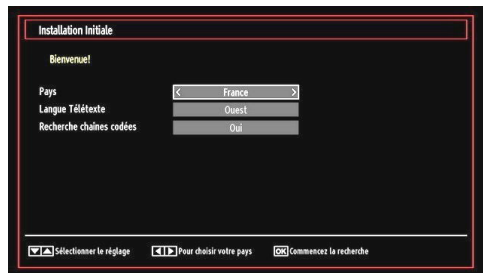 Installation Initiale
Bienvenue!
Pays < France >
Langue Télétexte Ouest
Recherche chaines codées Oui
Sélectionner le réglage Pour choisir votre pays OK Commencez la recherche